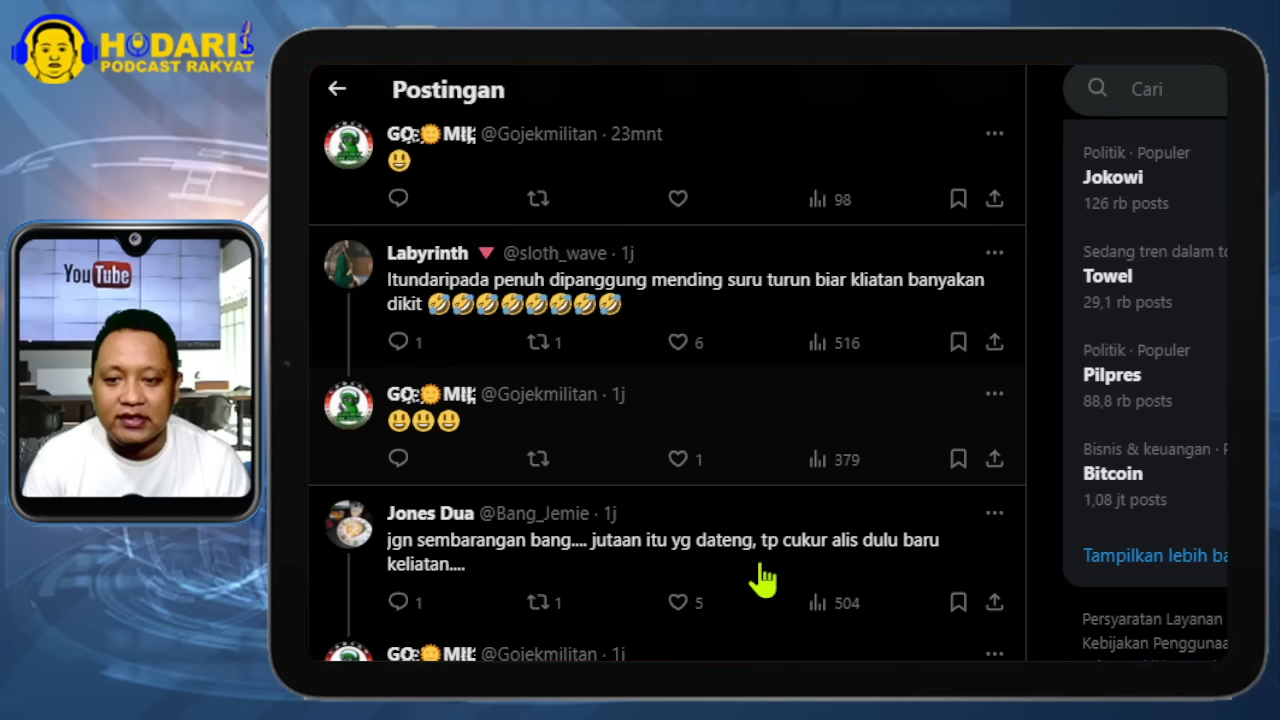 HODARI
PODCAST RAKYAT
YouTube
Postingan
Cari
@Gojekmilitan · 23mnt
98
Labyrinth @sloth_wave · 1j
Itundaripada penuh dipanggung mending suru turun biar kliatan banyakan
dikit
1 1 6 516
@Gojekmilitan · 1j
1 379
Jones Dua @Bang_Jemie · 1j
jgn sembarangan bang.... jutaan itu yg dateng, tp cukur alis dulu baru
keliatan....
1 1 5 504
@Gojekmilitan · 1j
Politik · Populer
Jokowi
126 rb posts
Sedang tren dalam to
Towel
29,1 rb posts
Politik · Populer
Pilpres
88,8 rb posts
Bisnis & keuangan ·
Bitcoin
1,08 jt posts
Tampilkan lebih ba
Persyaratan Layanan
Kebijakan Penggunaa